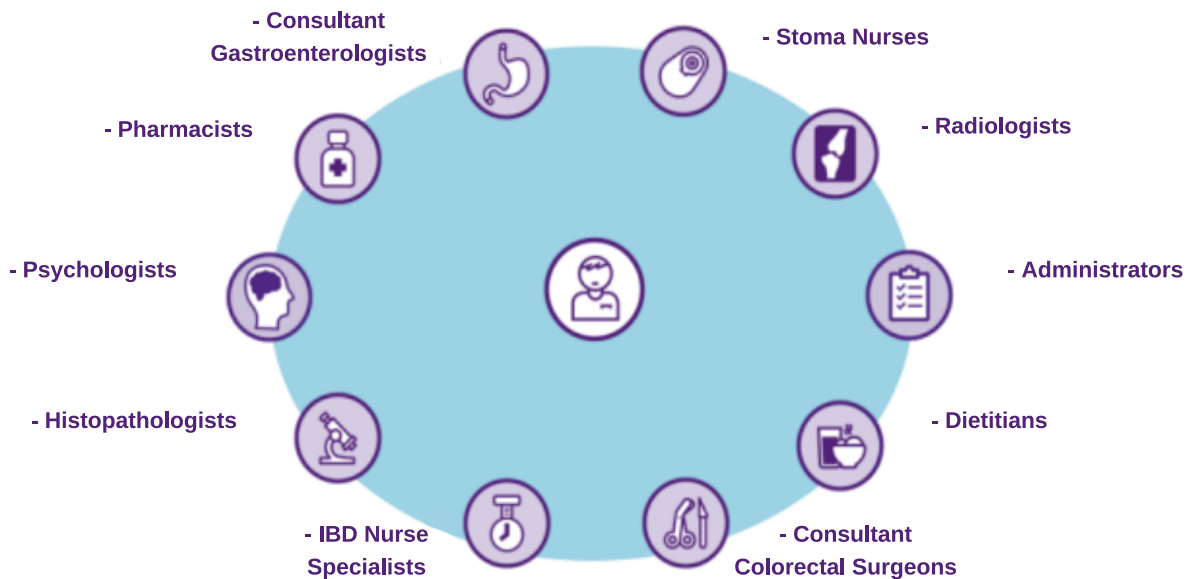 - Consultant
Gastroenterologists
- Stoma Nurses
- Pharmacists
- Radiologists
- Psychologists
- Administrators
- Histopathologists
- Dietitians
- IBD Nurse
Specialists
- Consultant
Colorectal Surgeons